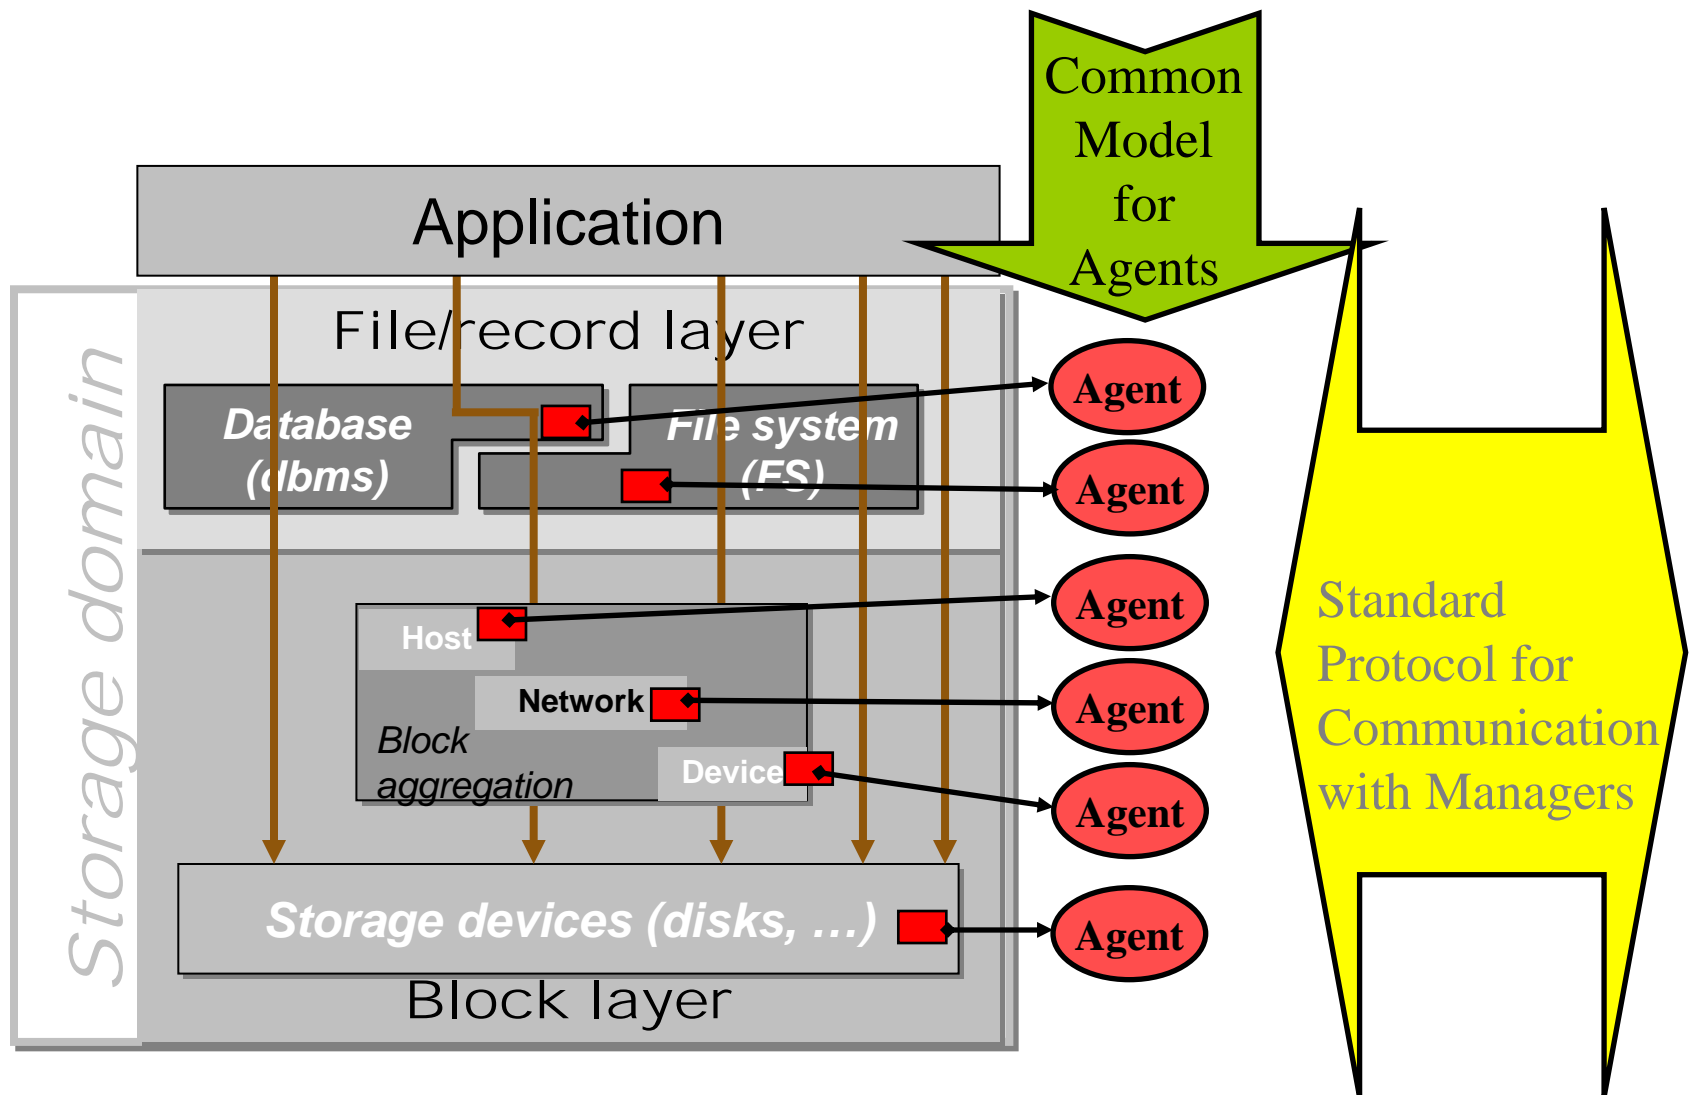 Common
Model
for
Agents
Application
File/record layer
Storage domain
Database
(dbms)
File system
(FS)
Host
Network
Block
aggregation
Device
Storage devices (disks, …)
Block layer
Agent
Agent
Agent
Agent
Agent
Agent
Standard
Protocol for
Communication
with Managers